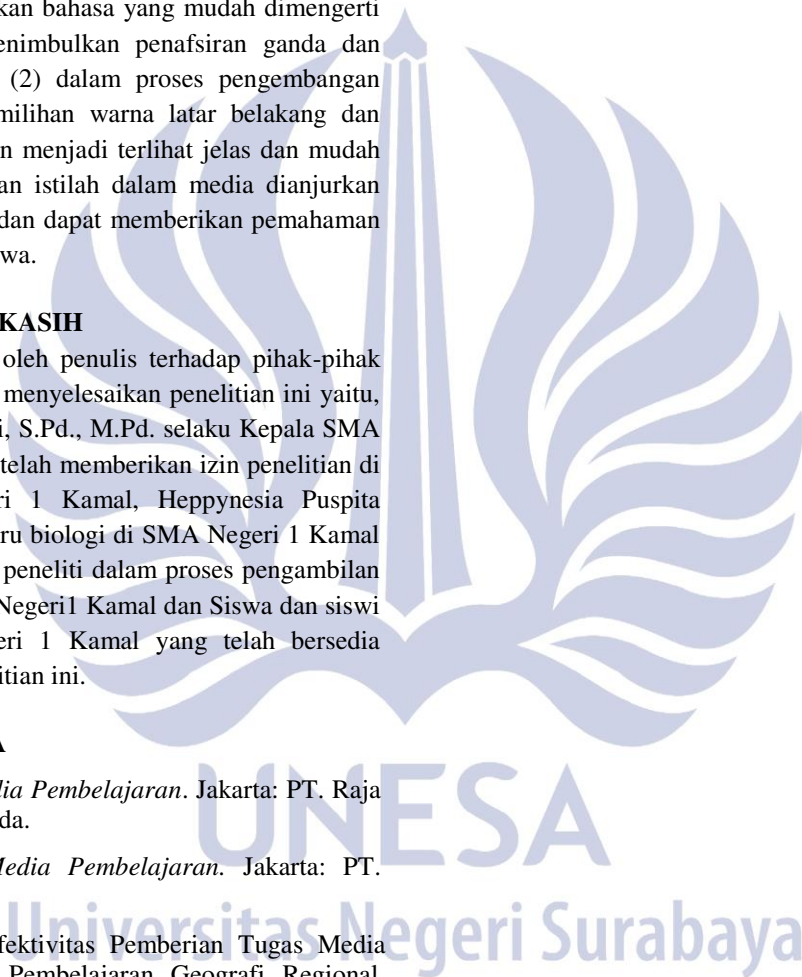 kan bahasa yang mudah dimengerti
enimbulkan penafsiran ganda dan
(2) dalam proses pengembangan
milihan warna latar belakang dan
n menjadi terlihat jelas dan mudah
an istilah dalam media dianjurkan
dan dapat memberikan pemahaman
wa.
KASIH
oleh penulis terhadap pihak-pihak
menyelesaikan penelitian ini yaitu,
i, S.Pd., M.Pd. selaku Kepala SMA
telah memberikan izin penelitian di
ri 1 Kamal, Heppynesia Puspita
ru biologi di SMA Negeri 1 Kamal
peneliti dalam proses pengambilan
Negeri1 Kamal dan Siswa dan siswi
eri 1 Kamal yang telah bersedia
itian ini.
A
dia Pembelajaran. Jakarta: PT. Raja
da.
Media Pembelajaran. Jakarta: PT.
fektivitas Pemberian Tugas Media
Pembelajaran Geografi Regional
UNESA
Universitas Negeri Surabaya